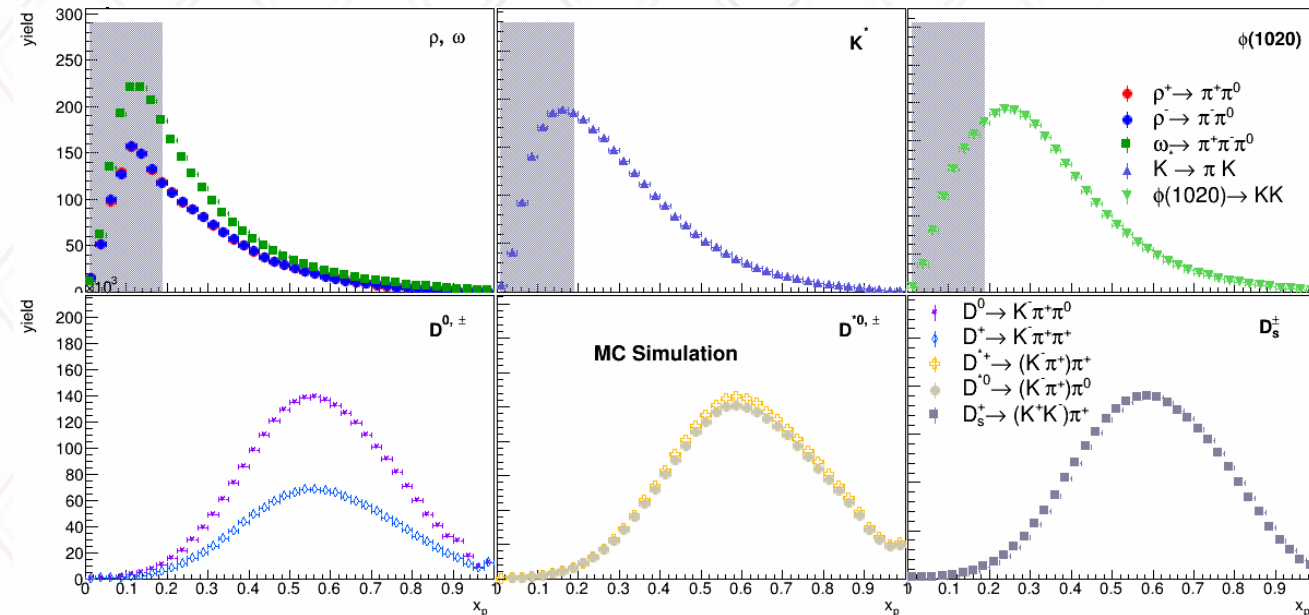 yield
300
250
200
150
100
50
0
×10³
ρ, ω
K*
ϕ(1020)
ρ⁺→ π⁺π⁰
ρ⁻→ π⁻π⁰
ω→ π⁺π⁻π⁰
K*→ π K
ϕ(1020)→ KK
yield
200
180
160
140
120
100
80
60
40
20
0
D⁰, ±
MC Simulation
D*⁰, ±
D⁰→ K⁻π⁺π⁰
D⁺→ K⁻π⁺π⁺
D*⁺→ (K⁻π⁺)π⁺
D*⁰→ (K⁻π⁺)π⁰
Dₛ⁺→ (K⁺K⁻)π⁺
Dₛ±
0 0.1 0.2 0.3 0.4 0.5 0.6 0.7 0.8 0.9
0 0.1 0.2 0.3 0.4 0.5 0.6 0.7 0.8 0.9
0 0.1 0.2 0.3 0.4 0.5 0.6 0.7 0.8 0.9
xₚ
xₚ
xₚ